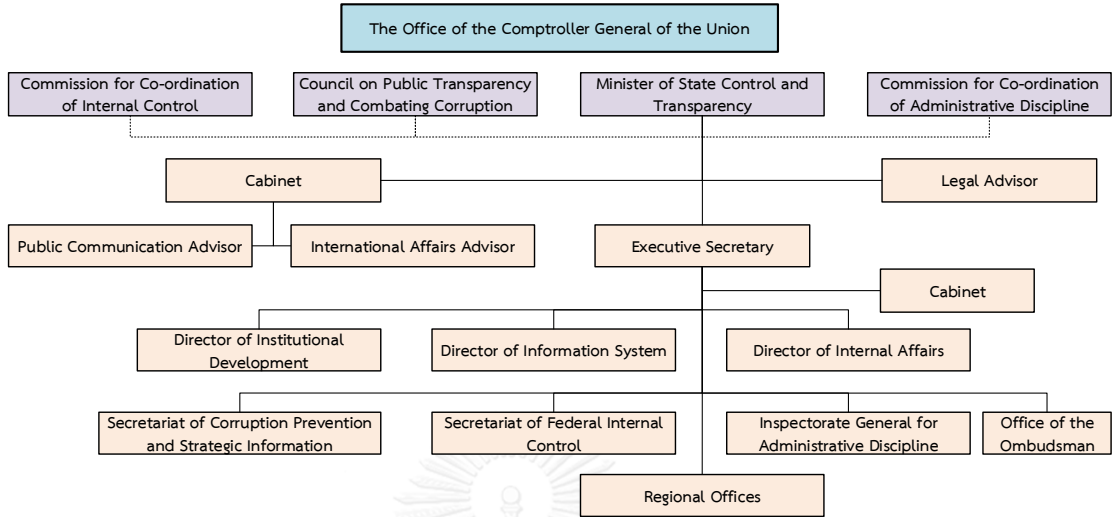 The Office of the Comptroller General of the Union
Commission for Co-ordination
of Internal Control
Council on Public Transparency
and Combating Corruption
Minister of State Control and
Transparency
Commission for Co-ordination
of Administrative Discipline
Cabinet
Legal Advisor
Public Communication Advisor
International Affairs Advisor
Executive Secretary
Cabinet
Director of Institutional
Development
Director of Information System
Director of Internal Affairs
Secretariat of Corruption Prevention
and Strategic Information
Secretariat of Federal Internal
Control
Inspectorate General for
Administrative Discipline
Office of the
Ombudsman
Regional Offices